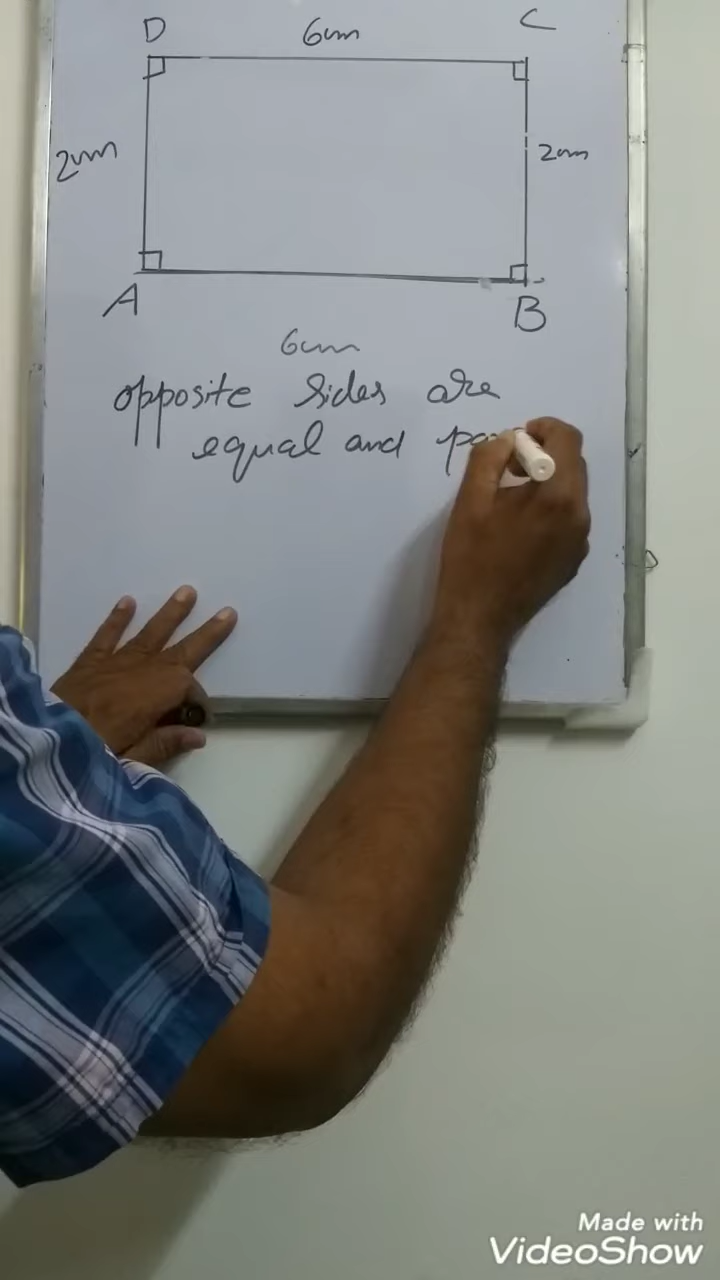 D 6cm C
2cm 2cm
A B
6cm
opposite sides are
equal and
Made with
VideoShow